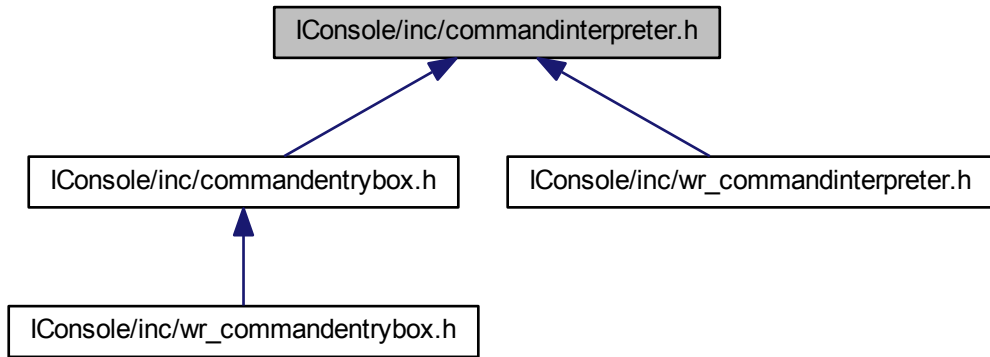 IConsole/inc/commandinterpreter.h
IConsole/inc/commandentrybox.h
IConsole/inc/wr_commandinterpreter.h
IConsole/inc/wr_commandentrybox.h